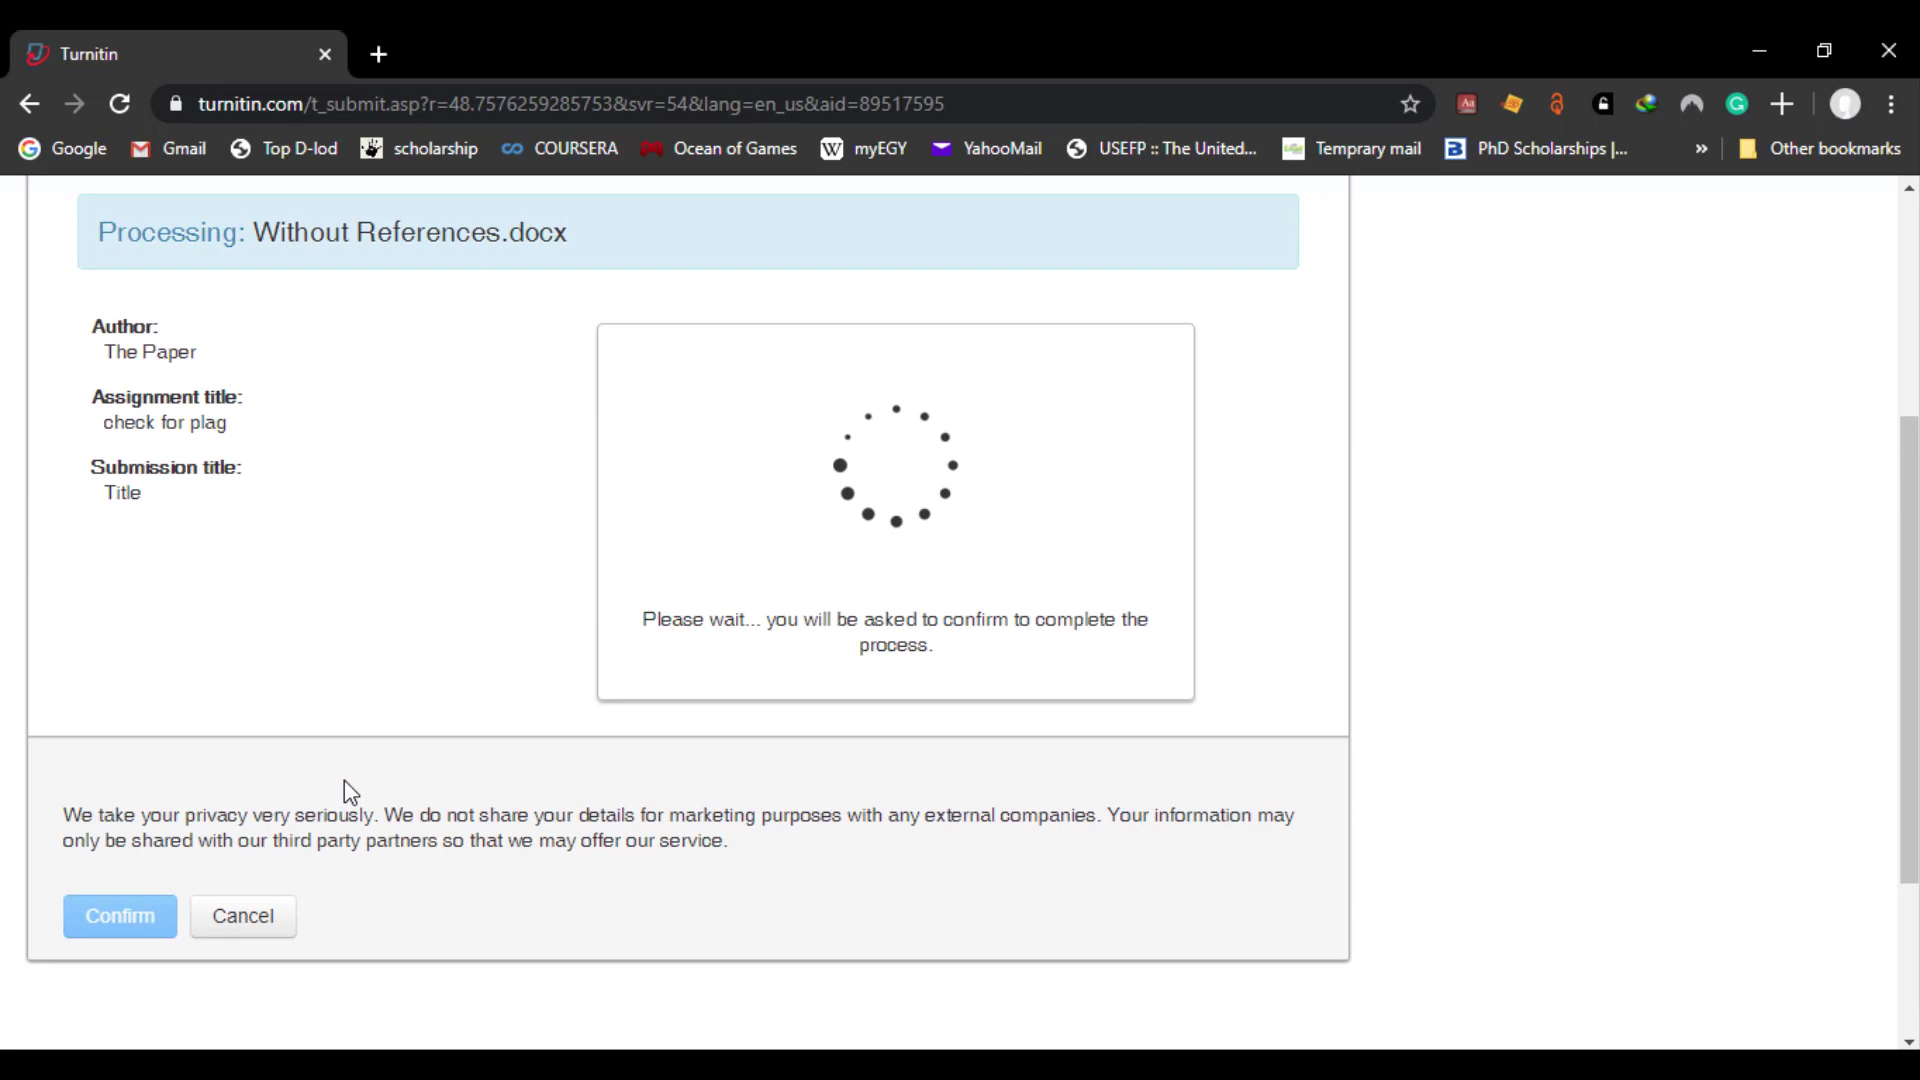 Turnitin
turnitin.com/t_submit.asp?r=48.7576259285753&svr=54&lang=en_us&aid=89517595
Google Gmail Top D-lod scholarship COURSERA Ocean of Games myEGY YahooMail USEFP :: The United... Temprary mail PhD Scholarships |... » Other bookmarks
Processing: Without References.docx
Author:
The Paper
Assignment title:
check for plag
Submission title:
Title
Please wait... you will be asked to confirm to complete the
process.
We take your privacy very seriously. We do not share your details for marketing purposes with any external companies. Your information may
only be shared with our third party partners so that we may offer our service.
Confirm Cancel